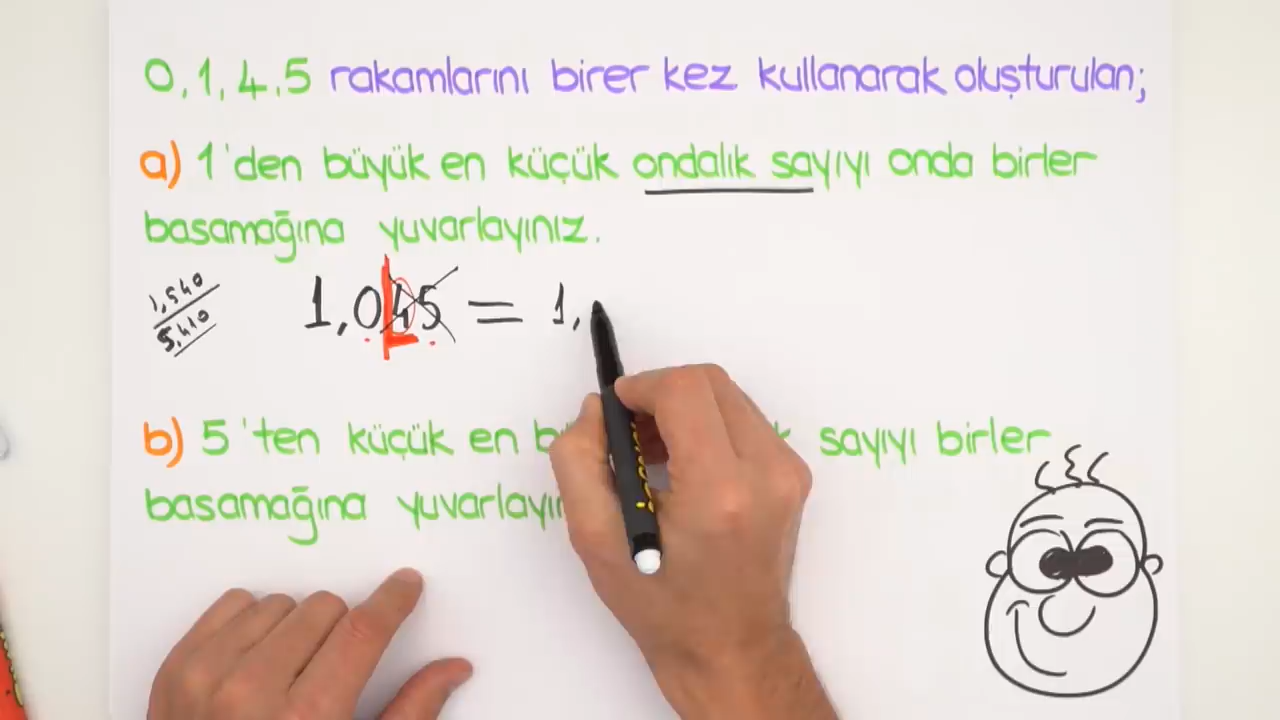 0,1,4,5 rakamlarını birer kez kullanarak oluşturulan;
a) 1'den büyük en küçük ondalık sayıyı onda birler
basamağına yuvarlayınız.
1,540
5,410
1,045 = 1,
b) 5'ten küçük en sayıyı birler
basamağına